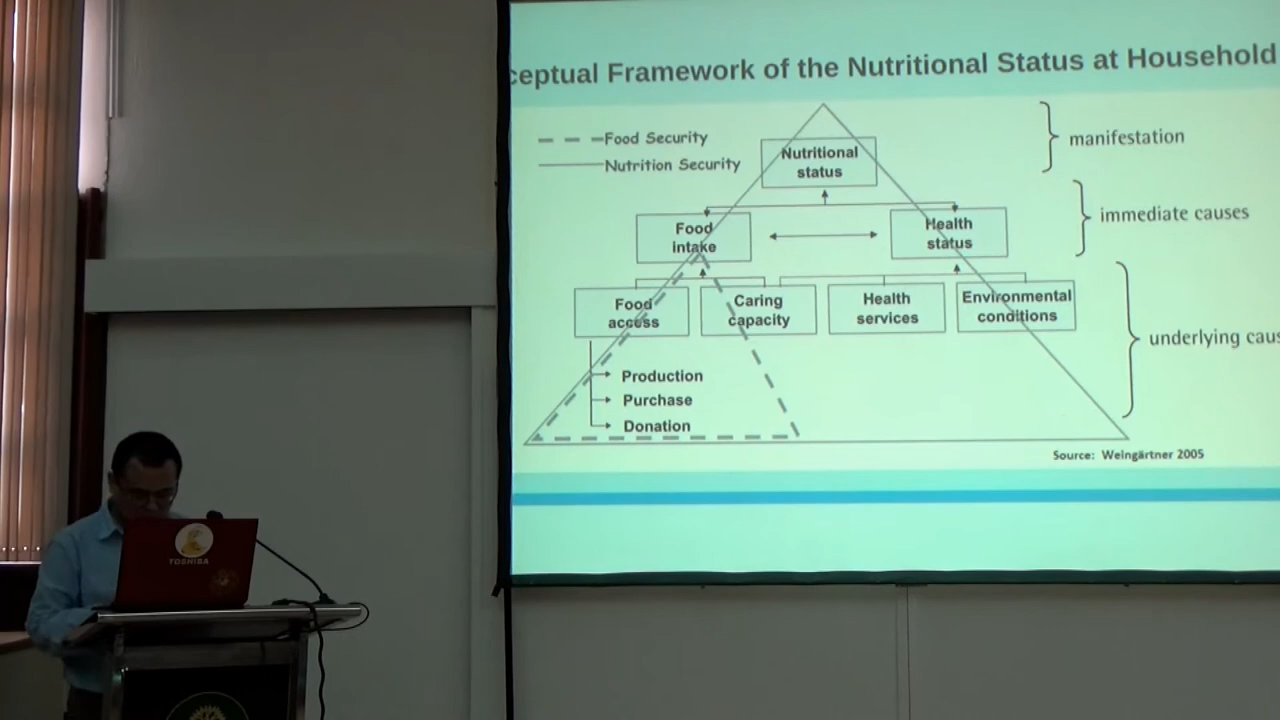 ceptual Framework of the Nutritional Status at Household
Food Security
Nutrition Security
manifestation
Nutritional
status
immediate causes
Food
intake
Health
status
underlying cau
Food
access
Caring
capacity
Health
services
Environmental
conditions
Production
Purchase
Donation
Source: Weingärtner 2005
TOSHIBA